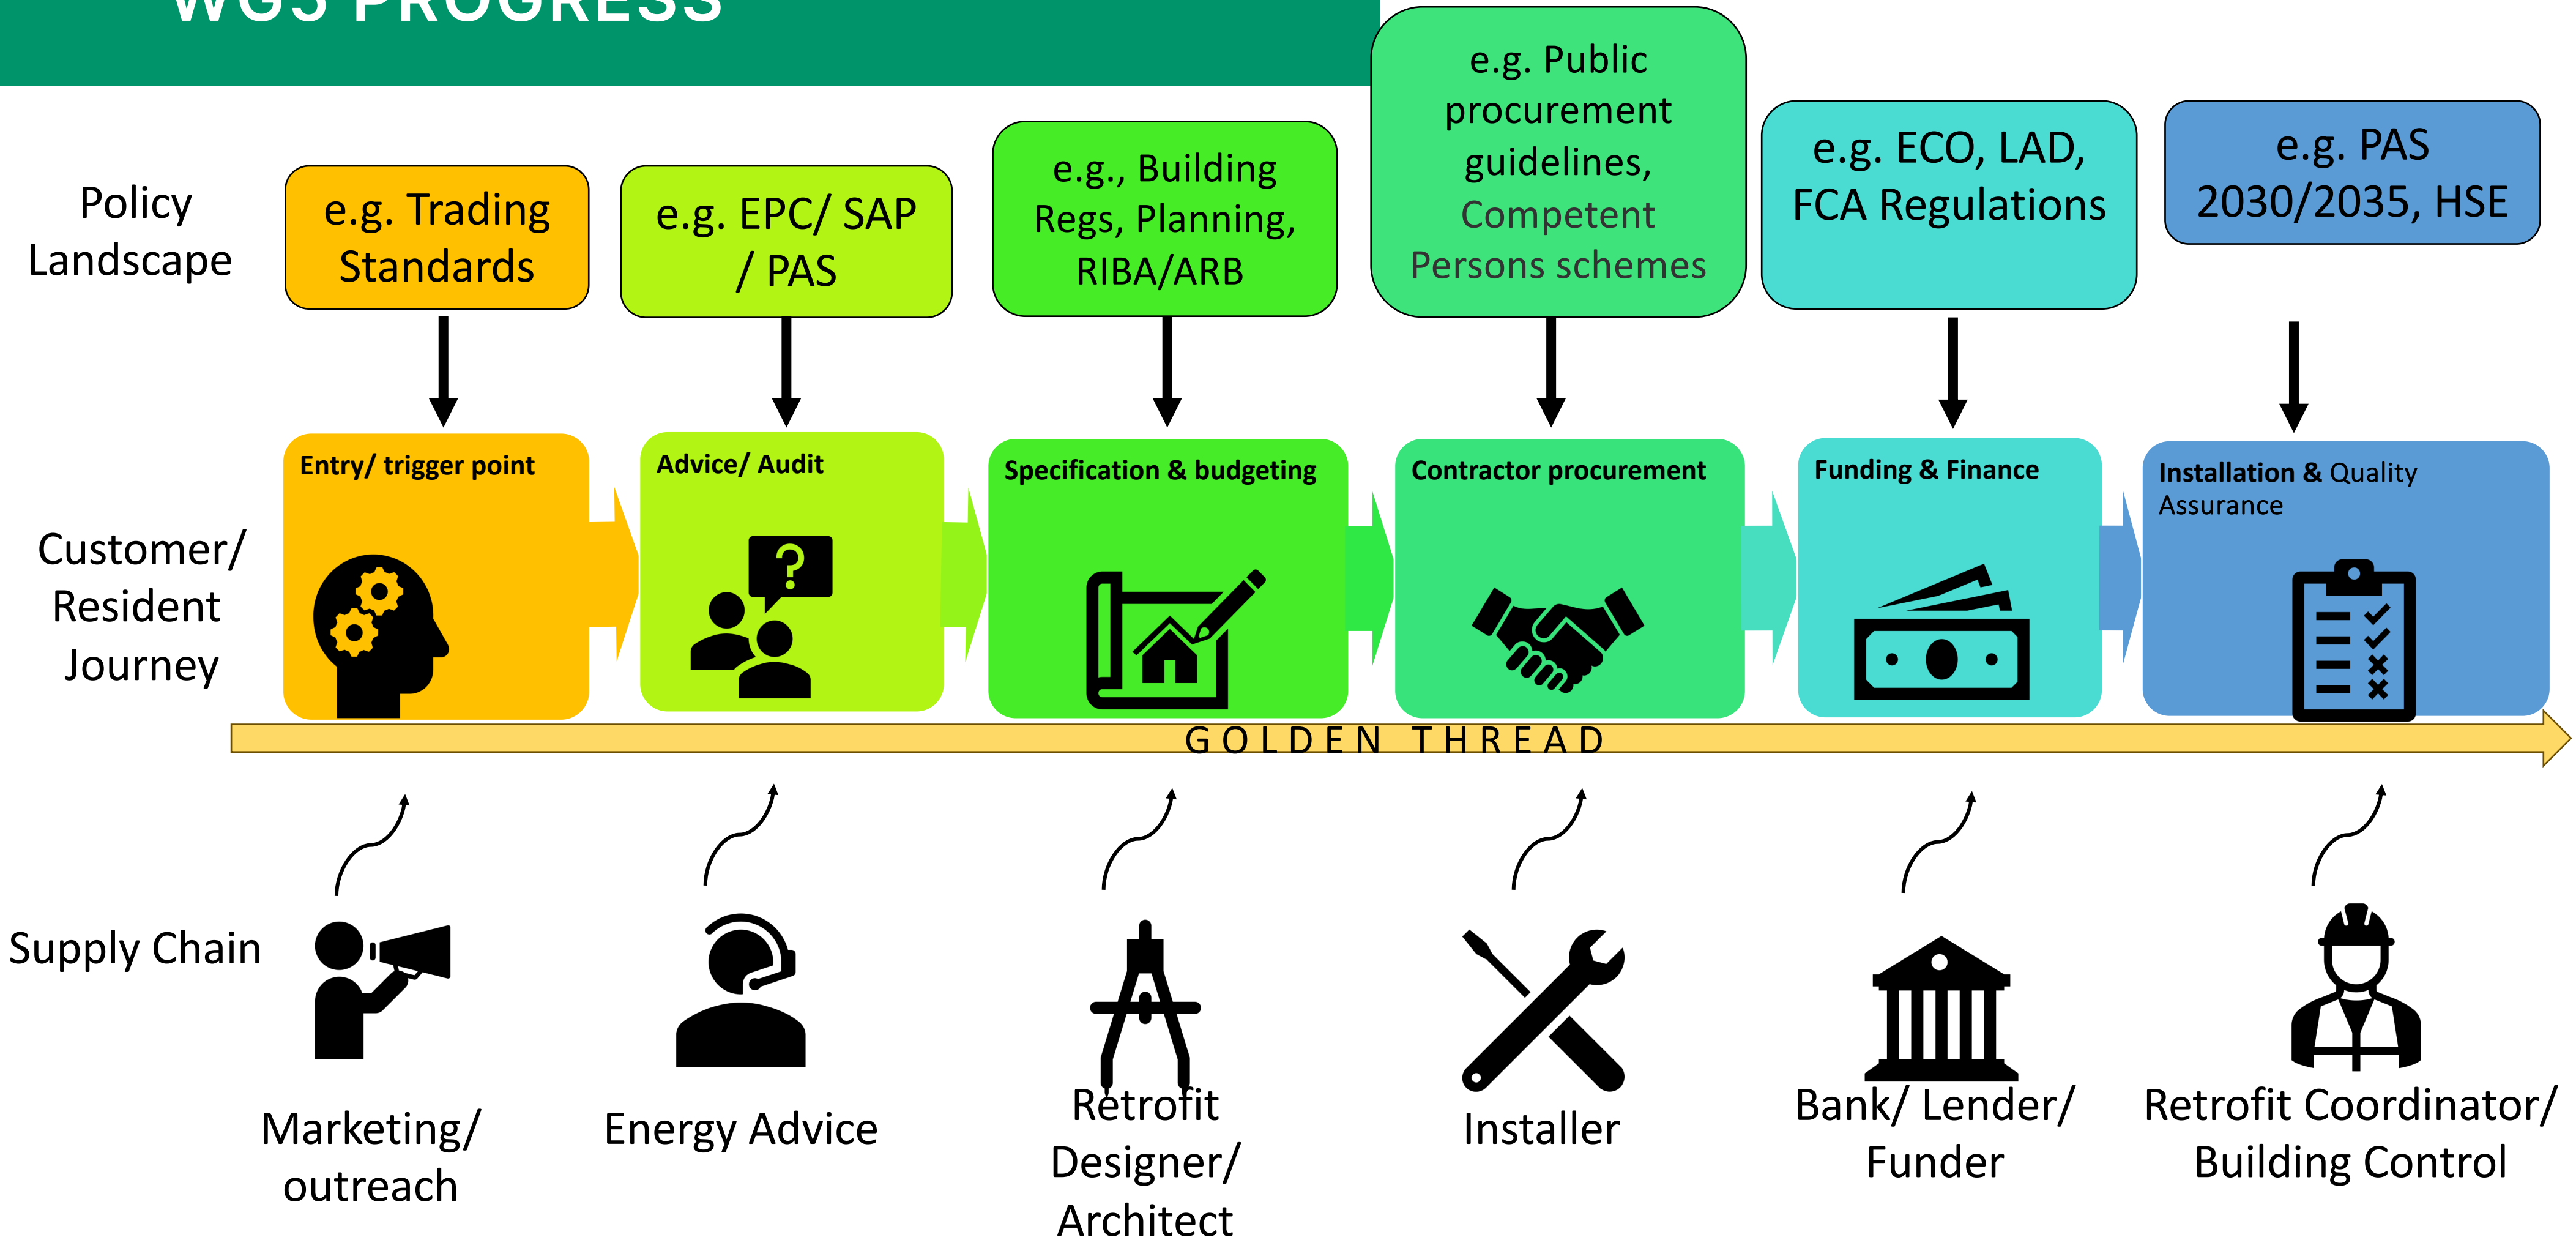 WG5 PROGRESS
Policy
Landscape
e.g. Trading
Standards
e.g. EPC/ SAP
/ PAS
e.g., Building
Regs, Planning,
RIBA/ARB
e.g. Public
procurement
guidelines,
Competent
Persons schemes
e.g. ECO, LAD,
FCA Regulations
e.g. PAS
2030/2035, HSE
Customer/
Resident
Journey
Entry/ trigger point
Advice/ Audit
?
Specification & budgeting
Contractor procurement
Funding & Finance
Installation & Quality
Assurance
GOLDEN THREAD
Supply Chain
Marketing/
outreach
Energy Advice
Retrofit
Designer/
Architect
Installer
Bank/ Lender/
Funder
Retrofit Coordinator/
Building Control